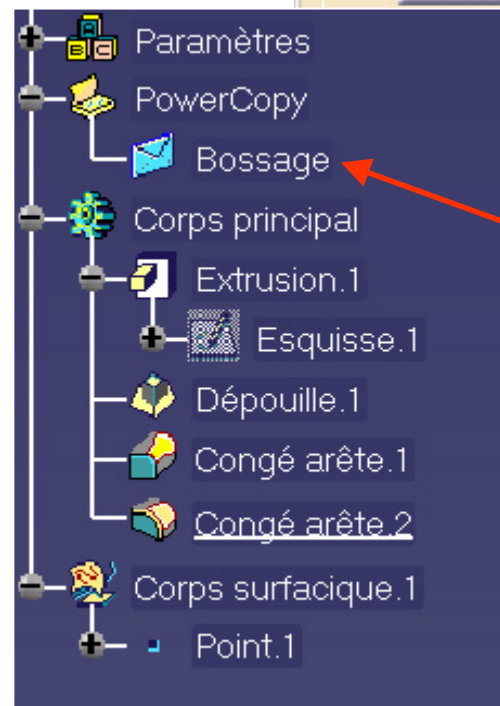 Paramètres
PowerCopy
Bossage
Corps principal
Extrusion.1
Esquisse.1
Dépouille.1
Congé arête.1
Congé arête.2
Corps surfacique.1
Point.1